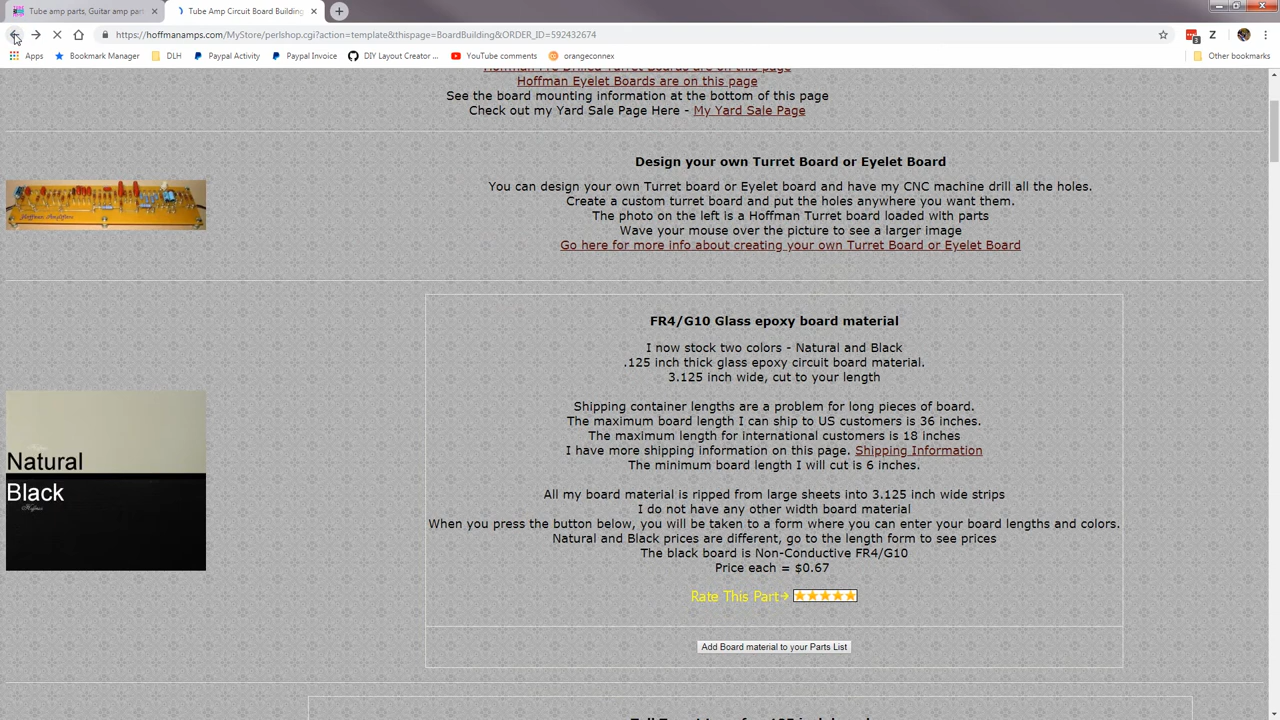 Tube amp parts, Guitar amp part
Tube Amp Circuit Board Building
https://hoffmanamps.com/MyStore/perlshop.cgi?action=template&thispage=BoardBuilding&ORDER_ID=592432674
Apps
Bookmark Manager
DLH
Paypal Activity
Paypal Invoice
DIY Layout Creator ...
YouTube comments
orangeconnex
Other bookmarks
Hoffman Pre-Drilled Turret Boards are on this page
Hoffman Eyelet Boards are on this page
See the board mounting information at the bottom of this page
Check out my Yard Sale Page Here - My Yard Sale Page
Design your own Turret Board or Eyelet Board
You can design your own Turret board or Eyelet board and have my CNC machine drill all the holes.
Create a custom turret board and put the holes anywhere you want them.
The photo on the left is a Hoffman Turret board loaded with parts
Wave your mouse over the picture to see a larger image
Go here for more info about creating your own Turret Board or Eyelet Board
Hoffman Amplifiers
FR4/G10 Glass epoxy board material
I now stock two colors - Natural and Black
.125 inch thick glass epoxy circuit board material.
3.125 inch wide, cut to your length
Shipping container lengths are a problem for long pieces of board.
The maximum board length I can ship to US customers is 36 inches.
The maximum length for international customers is 18 inches
I have more shipping information on this page. Shipping Information
The minimum board length I will cut is 6 inches.
Natural
Black
All my board material is ripped from large sheets into 3.125 inch wide strips
I do not have any other width board material
When you press the button below, you will be taken to a form where you can enter your board lengths and colors.
Natural and Black prices are different, go to the length form to see prices
The black board is Non-Conductive FR4/G10
Price each = $0.67
Rate This Part→
Add Board material to your Parts List